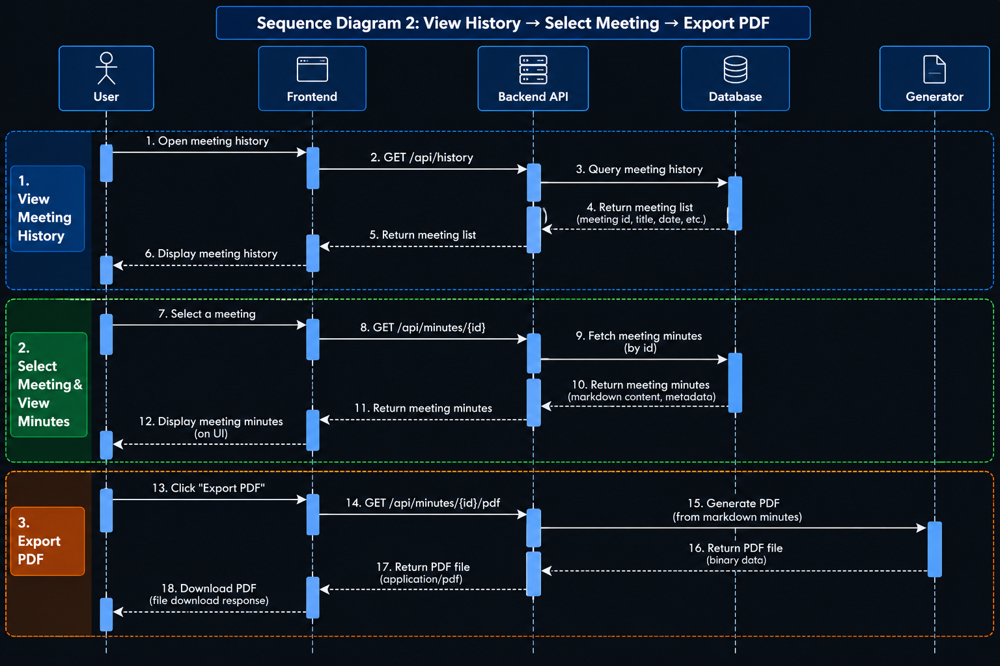 Sequence Diagram 2: View History → Select Meeting → Export PDF
User
Frontend
Backend API
Database
Generator
1.
View
Meeting
History
1. Open meeting history
2. GET /api/history
3. Query meeting history
4. Return meeting list
(meeting id, title, date, etc.)
5. Return meeting list
6. Display meeting history
2.
Select
Meeting &
View
Minutes
7. Select a meeting
8. GET /api/minutes/{id}
9. Fetch meeting minutes
(by id)
10. Return meeting minutes
(markdown content, metadata)
11. Return meeting minutes
12. Display meeting minutes
(on UI)
3.
Export
PDF
13. Click "Export PDF"
14. GET /api/minutes/{id}/pdf
15. Generate PDF
(from markdown minutes)
16. Return PDF file
(binary data)
17. Return PDF file
(application/pdf)
18. Download PDF
(file download response)